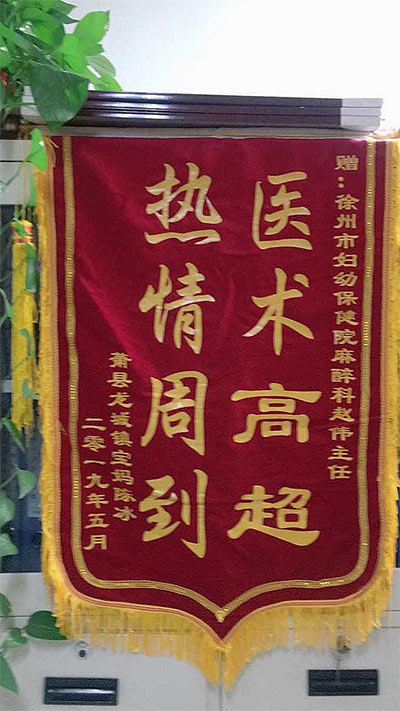 赠：徐州市妇幼保健院麻醉科赵伟主任
医术高超
热情周到
萧县龙城镇宝妈陈冰
二零一九年五月